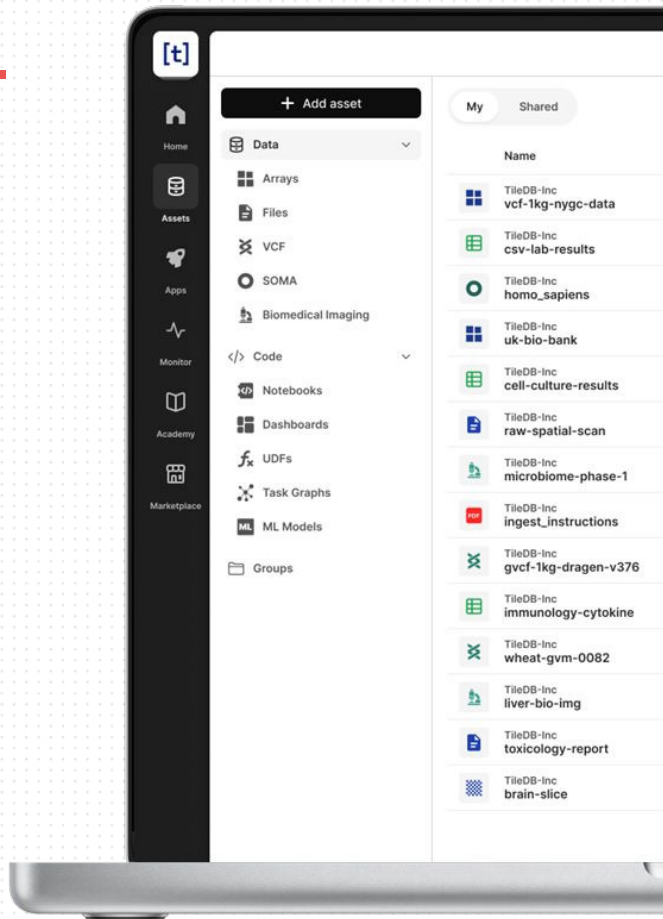 [t]
Home
Assets
Apps
Monitor
Academy
Marketplace
+ Add asset
Data
Arrays
Files
VCF
SOMA
Biomedical Imaging
</> Code
Notebooks
Dashboards
fx UDFs
Task Graphs
ML ML Models
Groups
My Shared
Name
TileDB-Inc
vcf-1kg-nygc-data
TileDB-Inc
csv-lab-results
TileDB-Inc
homo_sapiens
TileDB-Inc
uk-bio-bank
TileDB-Inc
cell-culture-results
TileDB-Inc
raw-spatial-scan
TileDB-Inc
microbiome-phase-1
PDF
TileDB-Inc
ingest_instructions
TileDB-Inc
gvcf-1kg-dragen-v376
TileDB-Inc
immunology-cytokine
TileDB-Inc
wheat-gvm-0082
TileDB-Inc
liver-bio-img
TileDB-Inc
toxicology-report
TileDB-Inc
brain-slice